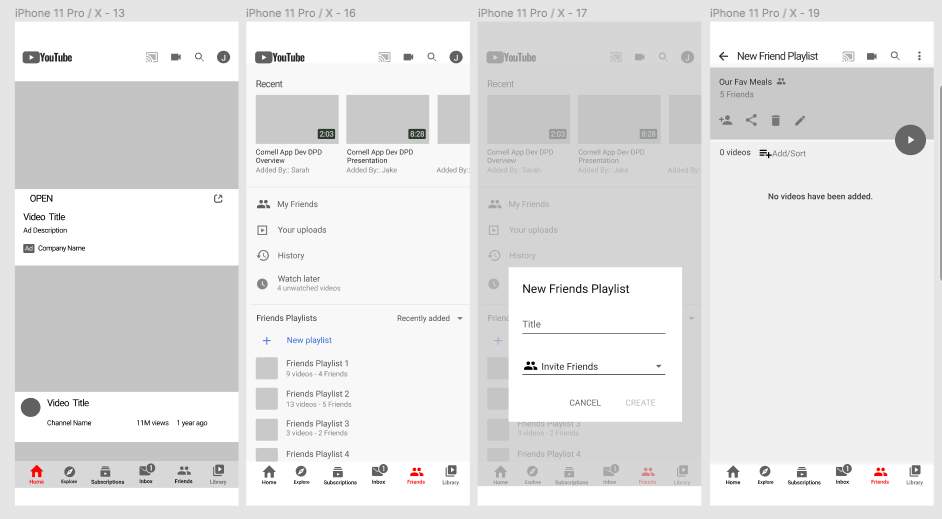 iPhone 11 Pro / X - 13
YouTube
J
OPEN
Video Title
Ad Description
Ad Company Name
Video Title
Channel Name 11M views 1 year ago
1
Home Explore Subscriptions Inbox Friends Library
iPhone 11 Pro / X - 16
YouTube
J
Recent
2:03 8:28
Cornell App Dev DPD Overview
Cornell App Dev DPD Presentation
Added By: Sarah Added By:: Jake Added By:
My Friends
Your uploads
History
Watch later
4 unwatched videos
Friends Playlists Recently added
New playlist
Friends Playlist 1
9 videos - 4 Friends
Friends Playlist 2
13 videos - 5 Friends
Friends Playlist 3
3 videos - 2 Friends
Friends Playlist 4
1
Home Explore Subscriptions Inbox Friends Library
iPhone 11 Pro / X - 17
YouTube
J
Recent
2:03 8:28
Cornell App Dev DPD Overview
Cornell App Dev DPD Presentation
Added By:: Sarah Added By:: Jake Added By:
My Friends
Your uploads
History
New Friends Playlist
Title
Invite Friends
CANCEL CREATE
Friends Playlist 3
3 videos - 2 Friends
Friends Playlist 4
1
Home Explore Subscriptions Inbox Friends Library
iPhone 11 Pro / X - 19
New Friend Playlist
Our Fav Meals
5 Friends
0 videos Add/Sort
No videos have been added.
1
Home Explore Subscriptions Inbox Friends Library